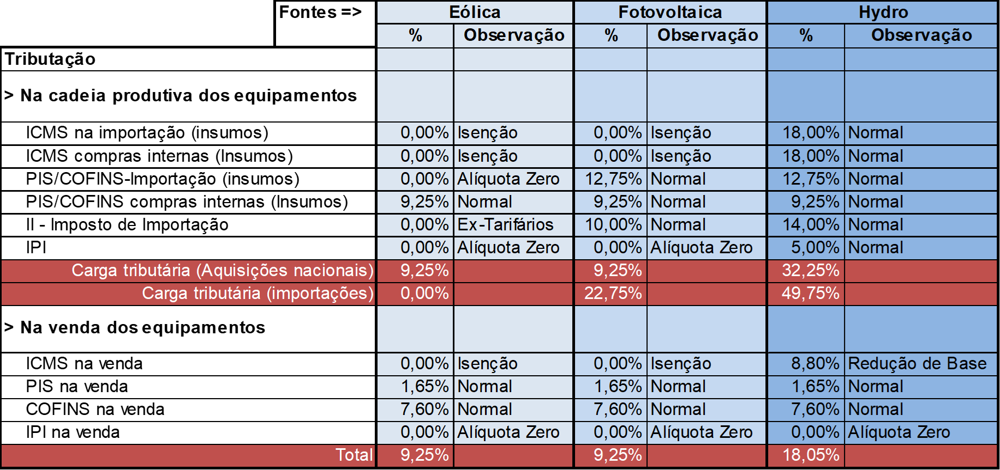 Fontes => Eólica Fotovoltaica Hydro
% Observação % Observação % Observação
Tributação
> Na cadeia produtiva dos equipamentos
ICMS na importação (insumos) 0,00% Isenção 0,00% Isenção 18,00% Normal
ICMS compras internas (Insumos) 0,00% Isenção 0,00% Isenção 18,00% Normal
PIS/COFINS-Importação (insumos) 0,00% Alíquota Zero 12,75% Normal 12,75% Normal
PIS/COFINS compras internas (Insumos) 9,25% Normal 9,25% Normal 9,25% Normal
II - Imposto de Importação 0,00% Ex-Tarifários 10,00% Normal 14,00% Normal
IPI 0,00% Alíquota Zero 0,00% Alíquota Zero 5,00% Normal
Carga tributária (Aquisições nacionais) 9,25% 9,25% 32,25%
Carga tributária (importações) 0,00% 22,75% 49,75%
> Na venda dos equipamentos
ICMS na venda 0,00% Isenção 0,00% Isenção 8,80% Redução de Base
PIS na venda 1,65% Normal 1,65% Normal 1,65% Normal
COFINS na venda 7,60% Normal 7,60% Normal 7,60% Normal
IPI na venda 0,00% Alíquota Zero 0,00% Alíquota Zero 0,00% Alíquota Zero
Total 9,25% 9,25% 18,05%